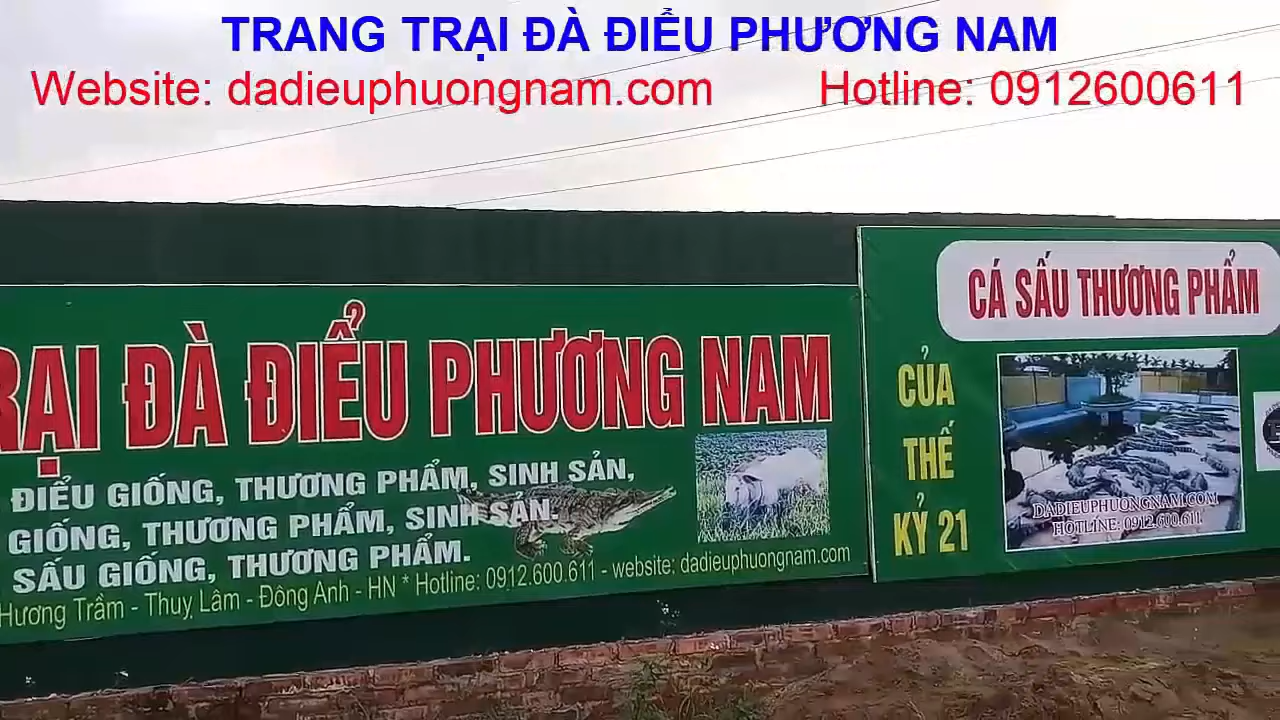 TRANG TRẠI ĐÀ ĐIỂU PHƯƠNG NAM
Website: dadieuphuongnam.com Hotline: 0912600611
RẠI ĐÀ ĐIỂU PHƯƠNG NAM
ĐIỂU GIỐNG, THƯƠNG PHẨM, SINH SẢN,
GIỐNG, THƯƠNG PHẨM, SINH SẢN.
SẤU GIỐNG, THƯƠNG PHẨM.
Hương Trầm - Thuỵ Lâm - Đông Anh - HN * Hotline: 0912.600.611 - website: dadieuphuongnam.com
CÁ SẤU THƯƠNG PHẨM
CỦA
THẾ
KỶ 21
DADIEUPHUONGNAM.COM
HOTLINE: 0912.600.611